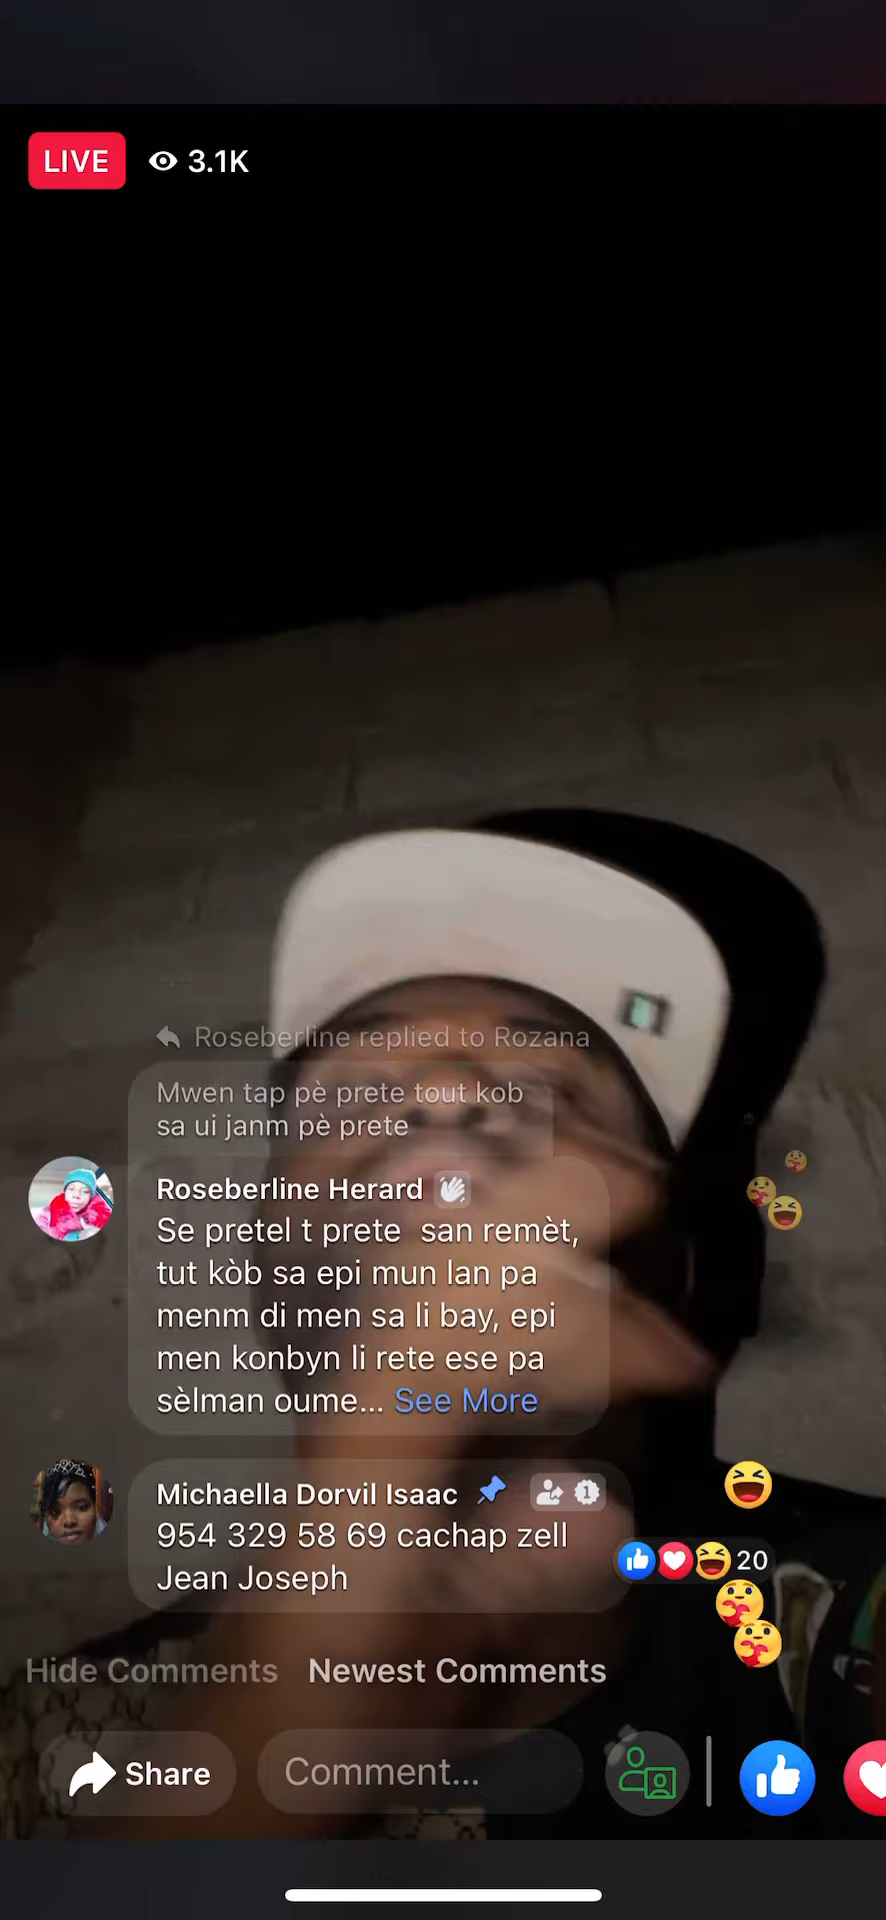 LIVE 3.1K
Roseberline replied to Rozana
Mwen tap pè prete tout kob
sa ui janm pè prete
Roseberline Herard
Se pretel t prete san remèt,
tut kòb sa epi mun lan pa
menm di men sa li bay, epi
men konbyn li rete ese pa
sèlman oume... See More
Michaella Dorvil Isaac 1
954 329 58 69 cachap zell
Jean Joseph
20
Hide Comments Newest Comments
Share Comment...